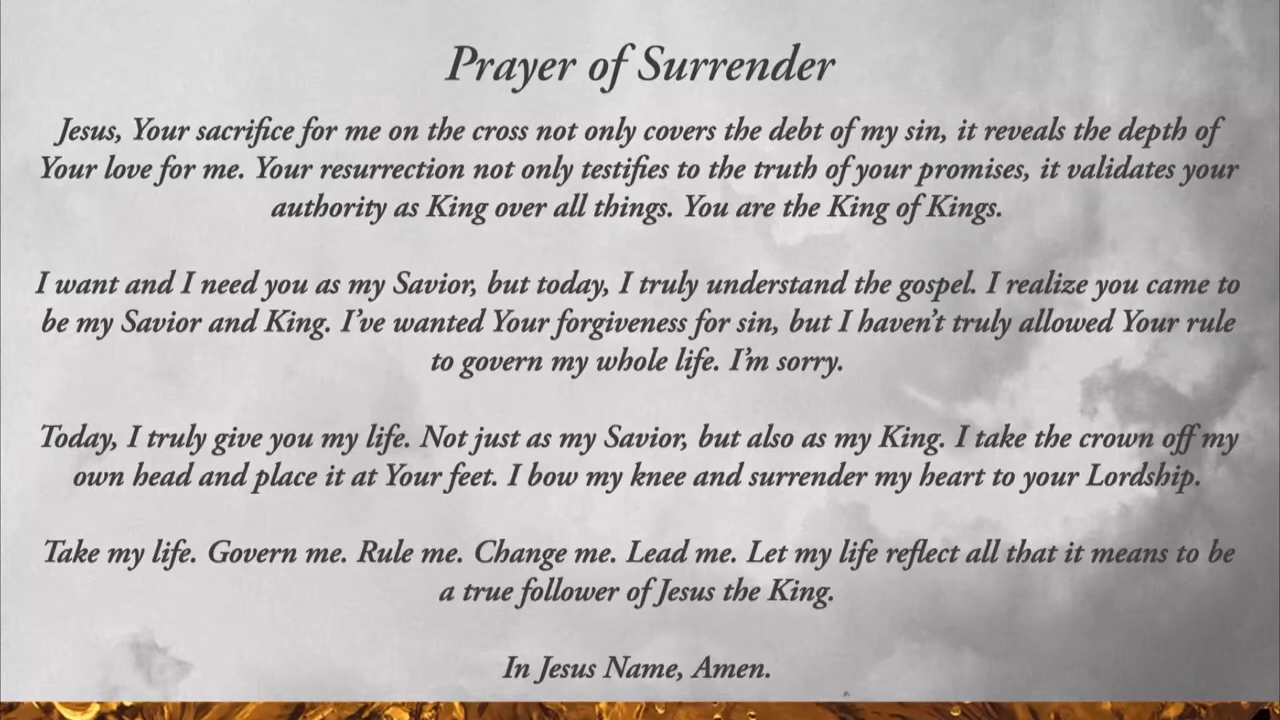 Prayer of Surrender
Jesus, Your sacrifice for me on the cross not only covers the debt of my sin, it reveals the depth of
Your love for me. Your resurrection not only testifies to the truth of your promises, it validates your
authority as King over all things. You are the King of Kings.
I want and I need you as my Savior, but today, I truly understand the gospel. I realize you came to
be my Savior and King. I’ve wanted Your forgiveness for sin, but I haven’t truly allowed Your rule
to govern my whole life. I’m sorry.
Today, I truly give you my life. Not just as my Savior, but also as my King. I take the crown off my
own head and place it at Your feet. I bow my knee and surrender my heart to your Lordship.
Take my life. Govern me. Rule me. Change me. Lead me. Let my life reflect all that it means to be
a true follower of Jesus the King.
In Jesus Name, Amen.